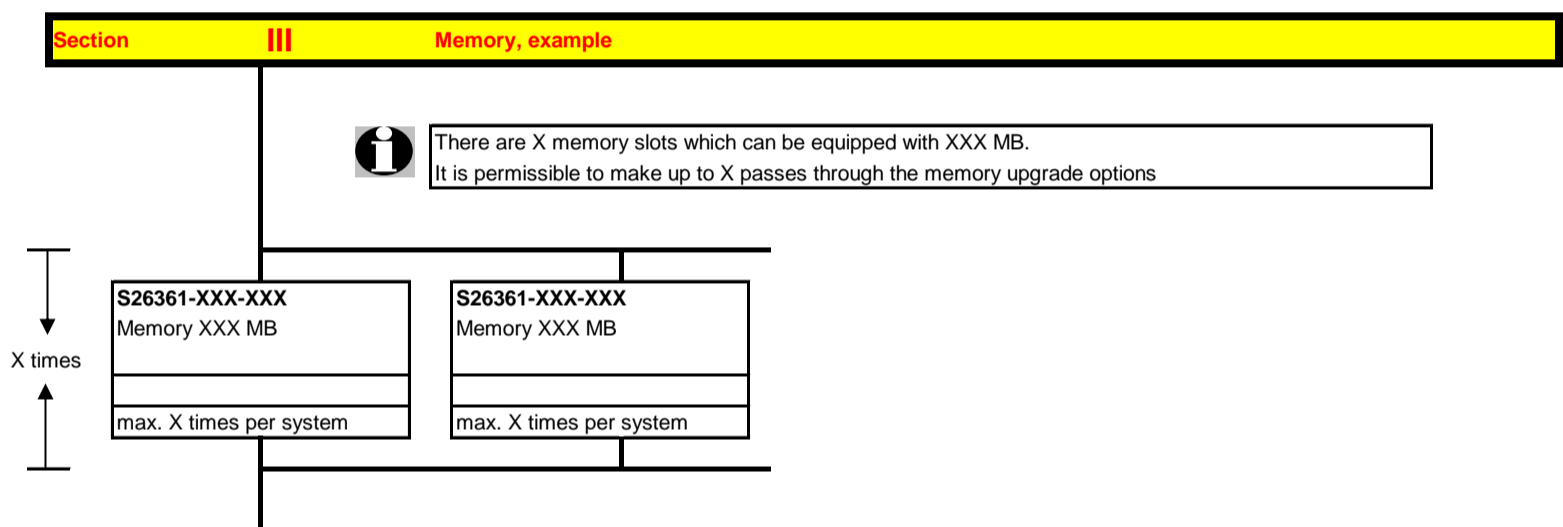 Section III Memory, example
There are X memory slots which can be equipped with XXX MB.
It is permissible to make up to X passes through the memory upgrade options
X times
S26361-XXX-XXX
Memory XXX MB
max. X times per system
S26361-XXX-XXX
Memory XXX MB
max. X times per system